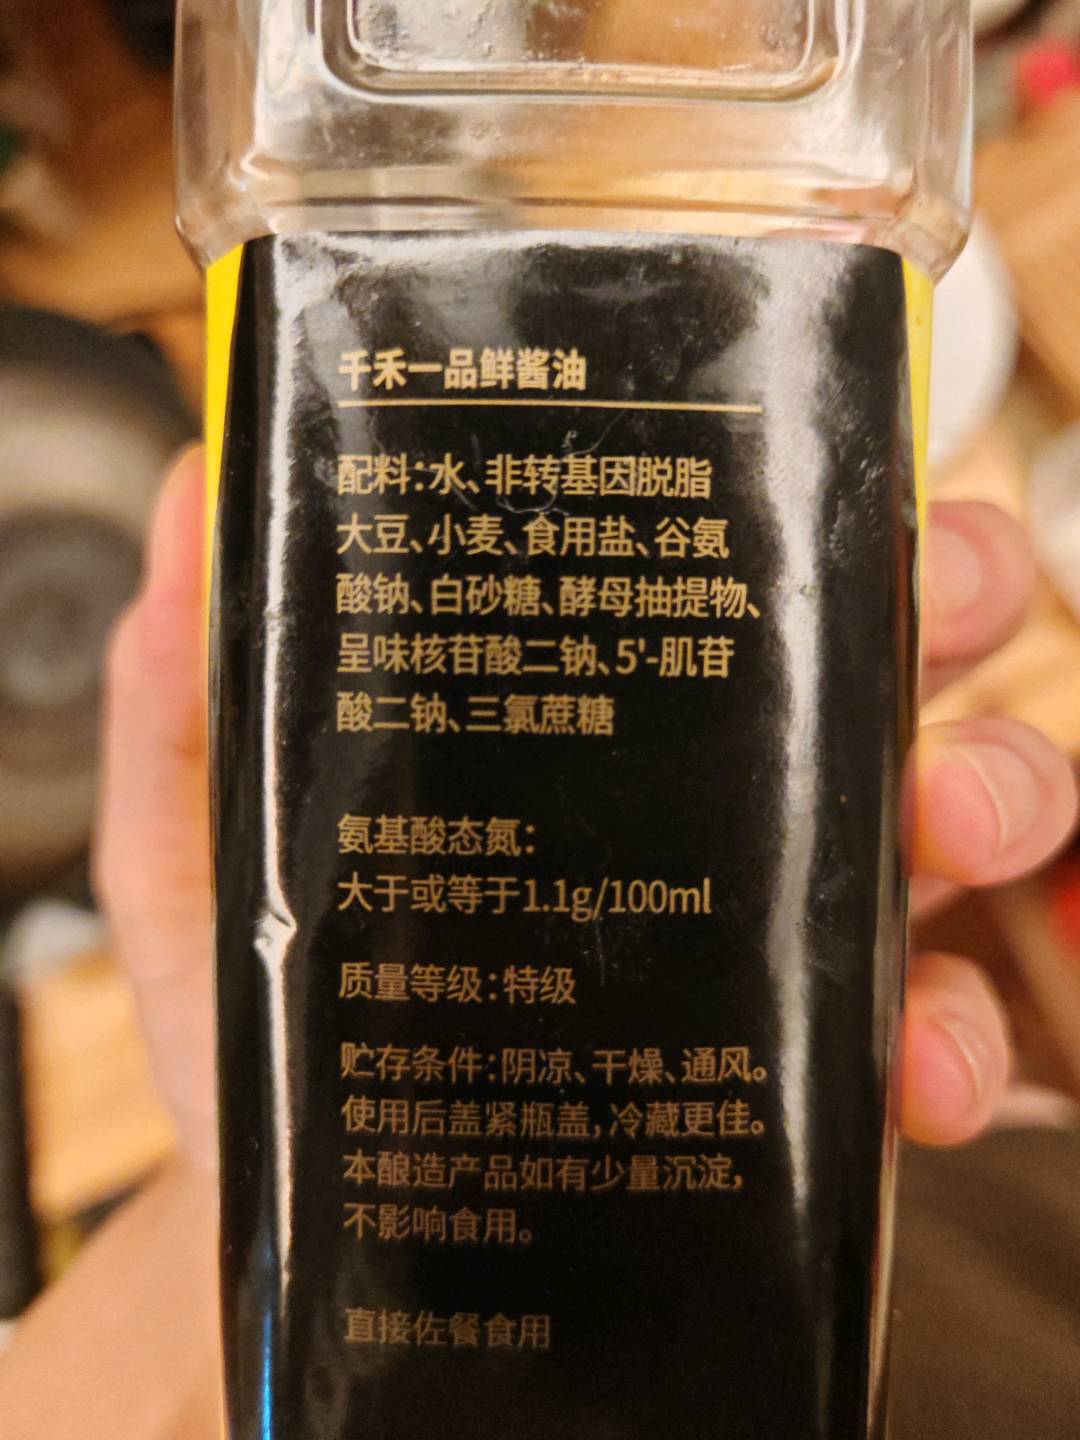 千禾一品鲜酱油
配料:水、非转基因脱脂
大豆、小麦、食用盐、谷氨
酸钠、白砂糖、酵母抽提物、
呈味核苷酸二钠、5'-肌苷
酸二钠、三氯蔗糖
氨基酸态氮:
大于或等于1.1g/100ml
质量等级:特级
贮存条件:阴凉、干燥、通风。
使用后盖紧瓶盖,冷藏更佳。
本酿造产品如有少量沉淀,
不影响食用。
直接佐餐食用